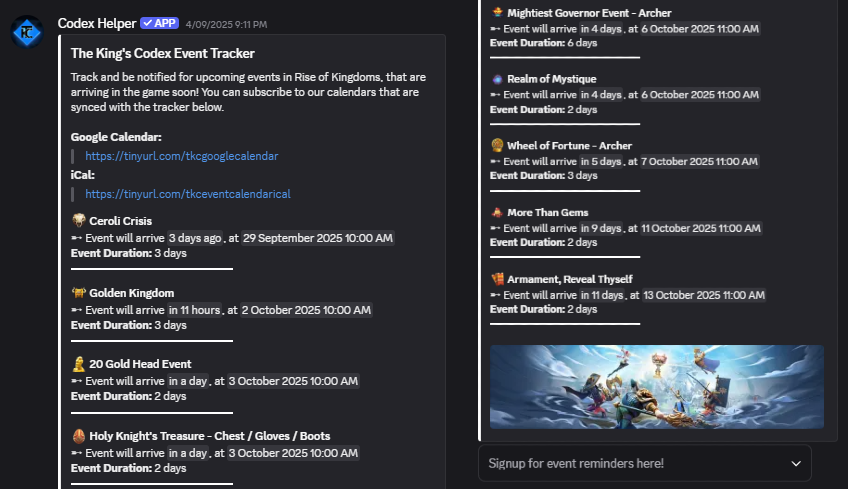 Codex Helper ✓ APP 4/09/2025 9:11 PM
The King's Codex Event Tracker
Track and be notified for upcoming events in Rise of Kingdoms, that are
arriving in the game soon! You can subscribe to our calendars that are
synced with the tracker below.
Google Calendar:
https://tinyurl.com/tkcgooglecalendar
iCal:
https://tinyurl.com/tkceventcalendarical
Ceroli Crisis
➵ Event will arrive 3 days ago, at 29 September 2025 10:00 AM
Event Duration: 3 days
Golden Kingdom
➵ Event will arrive in 11 hours, at 2 October 2025 10:00 AM
Event Duration: 3 days
20 Gold Head Event
➵ Event will arrive in a day, at 3 October 2025 10:00 AM
Event Duration: 2 days
Holy Knight's Treasure - Chest / Gloves / Boots
➵ Event will arrive in a day, at 3 October 2025 10:00 AM
Event Duration: 2 days
Mightiest Governor Event - Archer
➵ Event will arrive in 4 days, at 6 October 2025 11:00 AM
Event Duration: 6 days
Realm of Mystique
➵ Event will arrive in 4 days, at 6 October 2025 11:00 AM
Event Duration: 2 days
Wheel of Fortune - Archer
➵ Event will arrive in 5 days, at 7 October 2025 11:00 AM
Event Duration: 3 days
More Than Gems
➵ Event will arrive in 9 days, at 11 October 2025 11:00 AM
Event Duration: 2 days
Armament, Reveal Thyself
➵ Event will arrive in 11 days, at 13 October 2025 11:00 AM
Event Duration: 2 days
Signup for event reminders here!